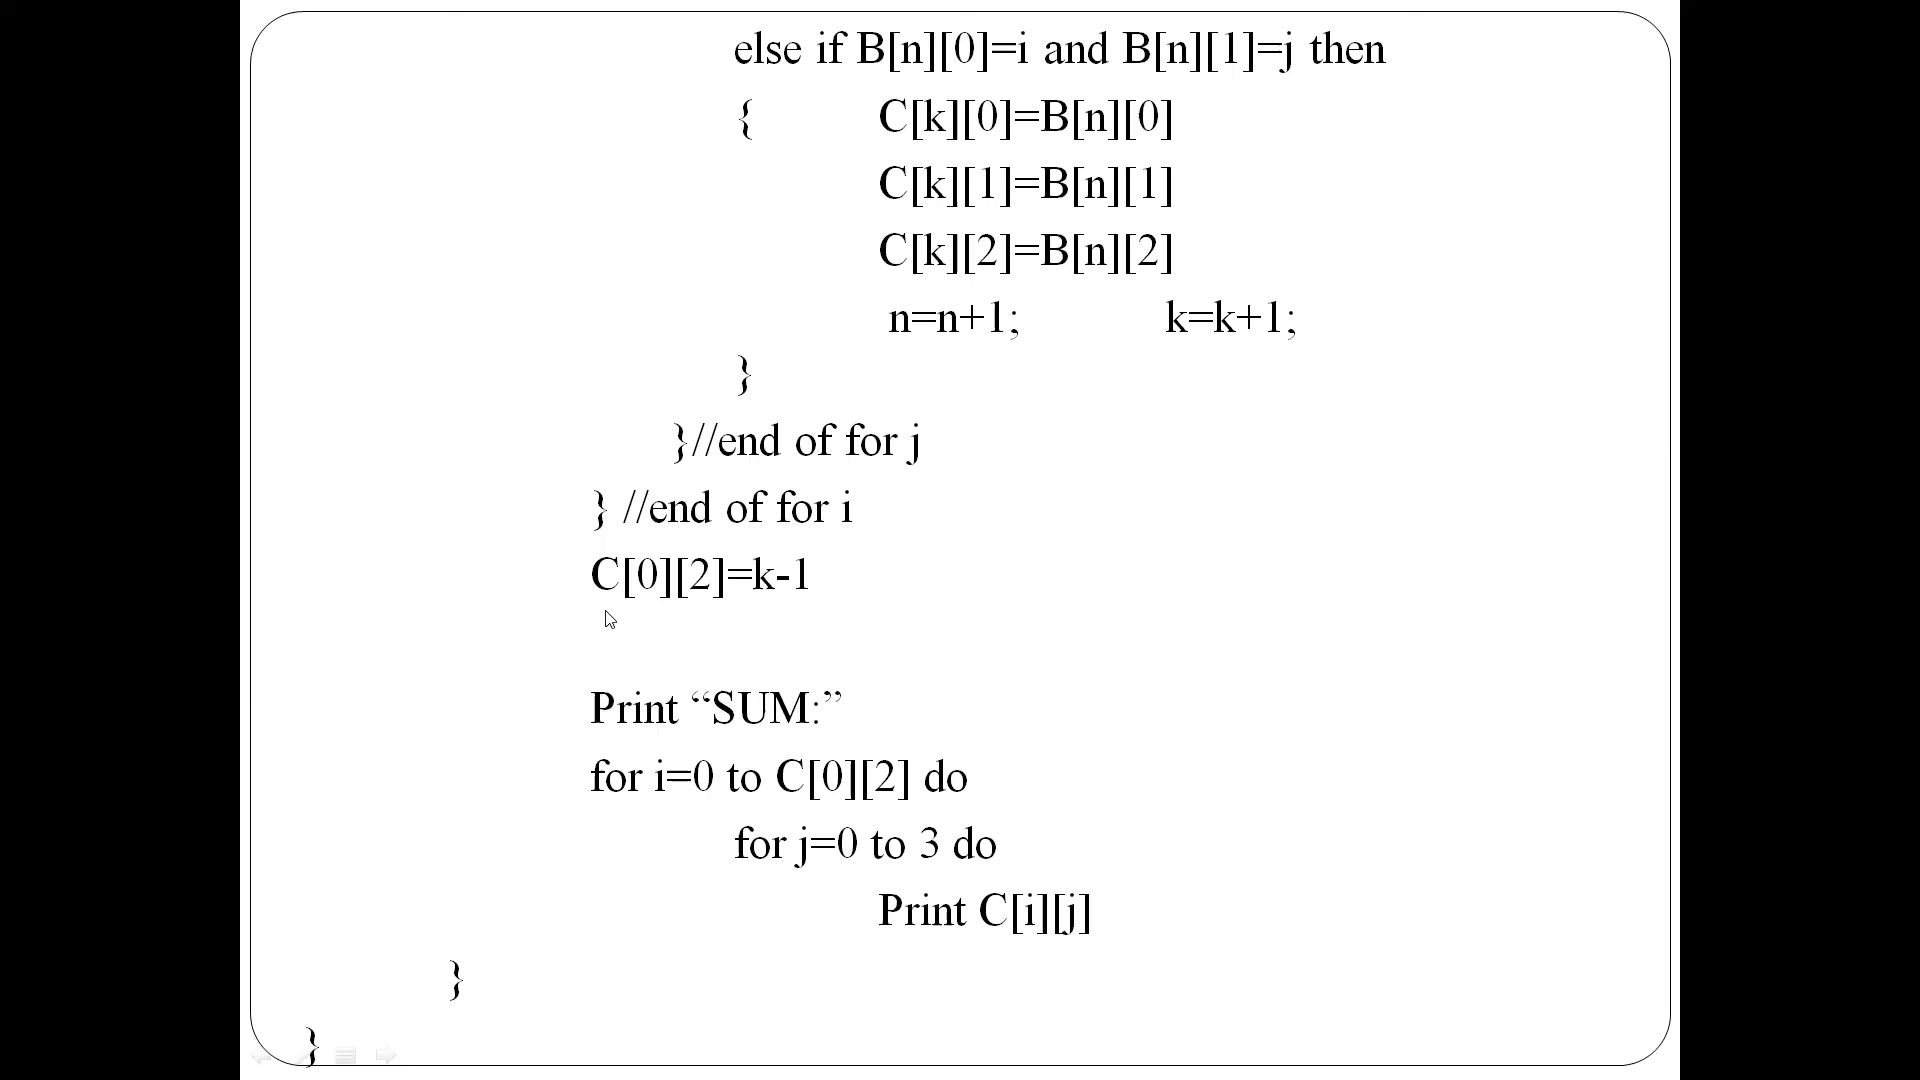 else if B[n][0]=i and B[n][1]=j then
{ C[k][0]=B[n][0]
C[k][1]=B[n][1]
C[k][2]=B[n][2]
n=n+1; k=k+1;
}
}//end of for j
} //end of for i
C[0][2]=k-1
Print “SUM:”
for i=0 to C[0][2] do
for j=0 to 3 do
Print C[i][j]
}
}